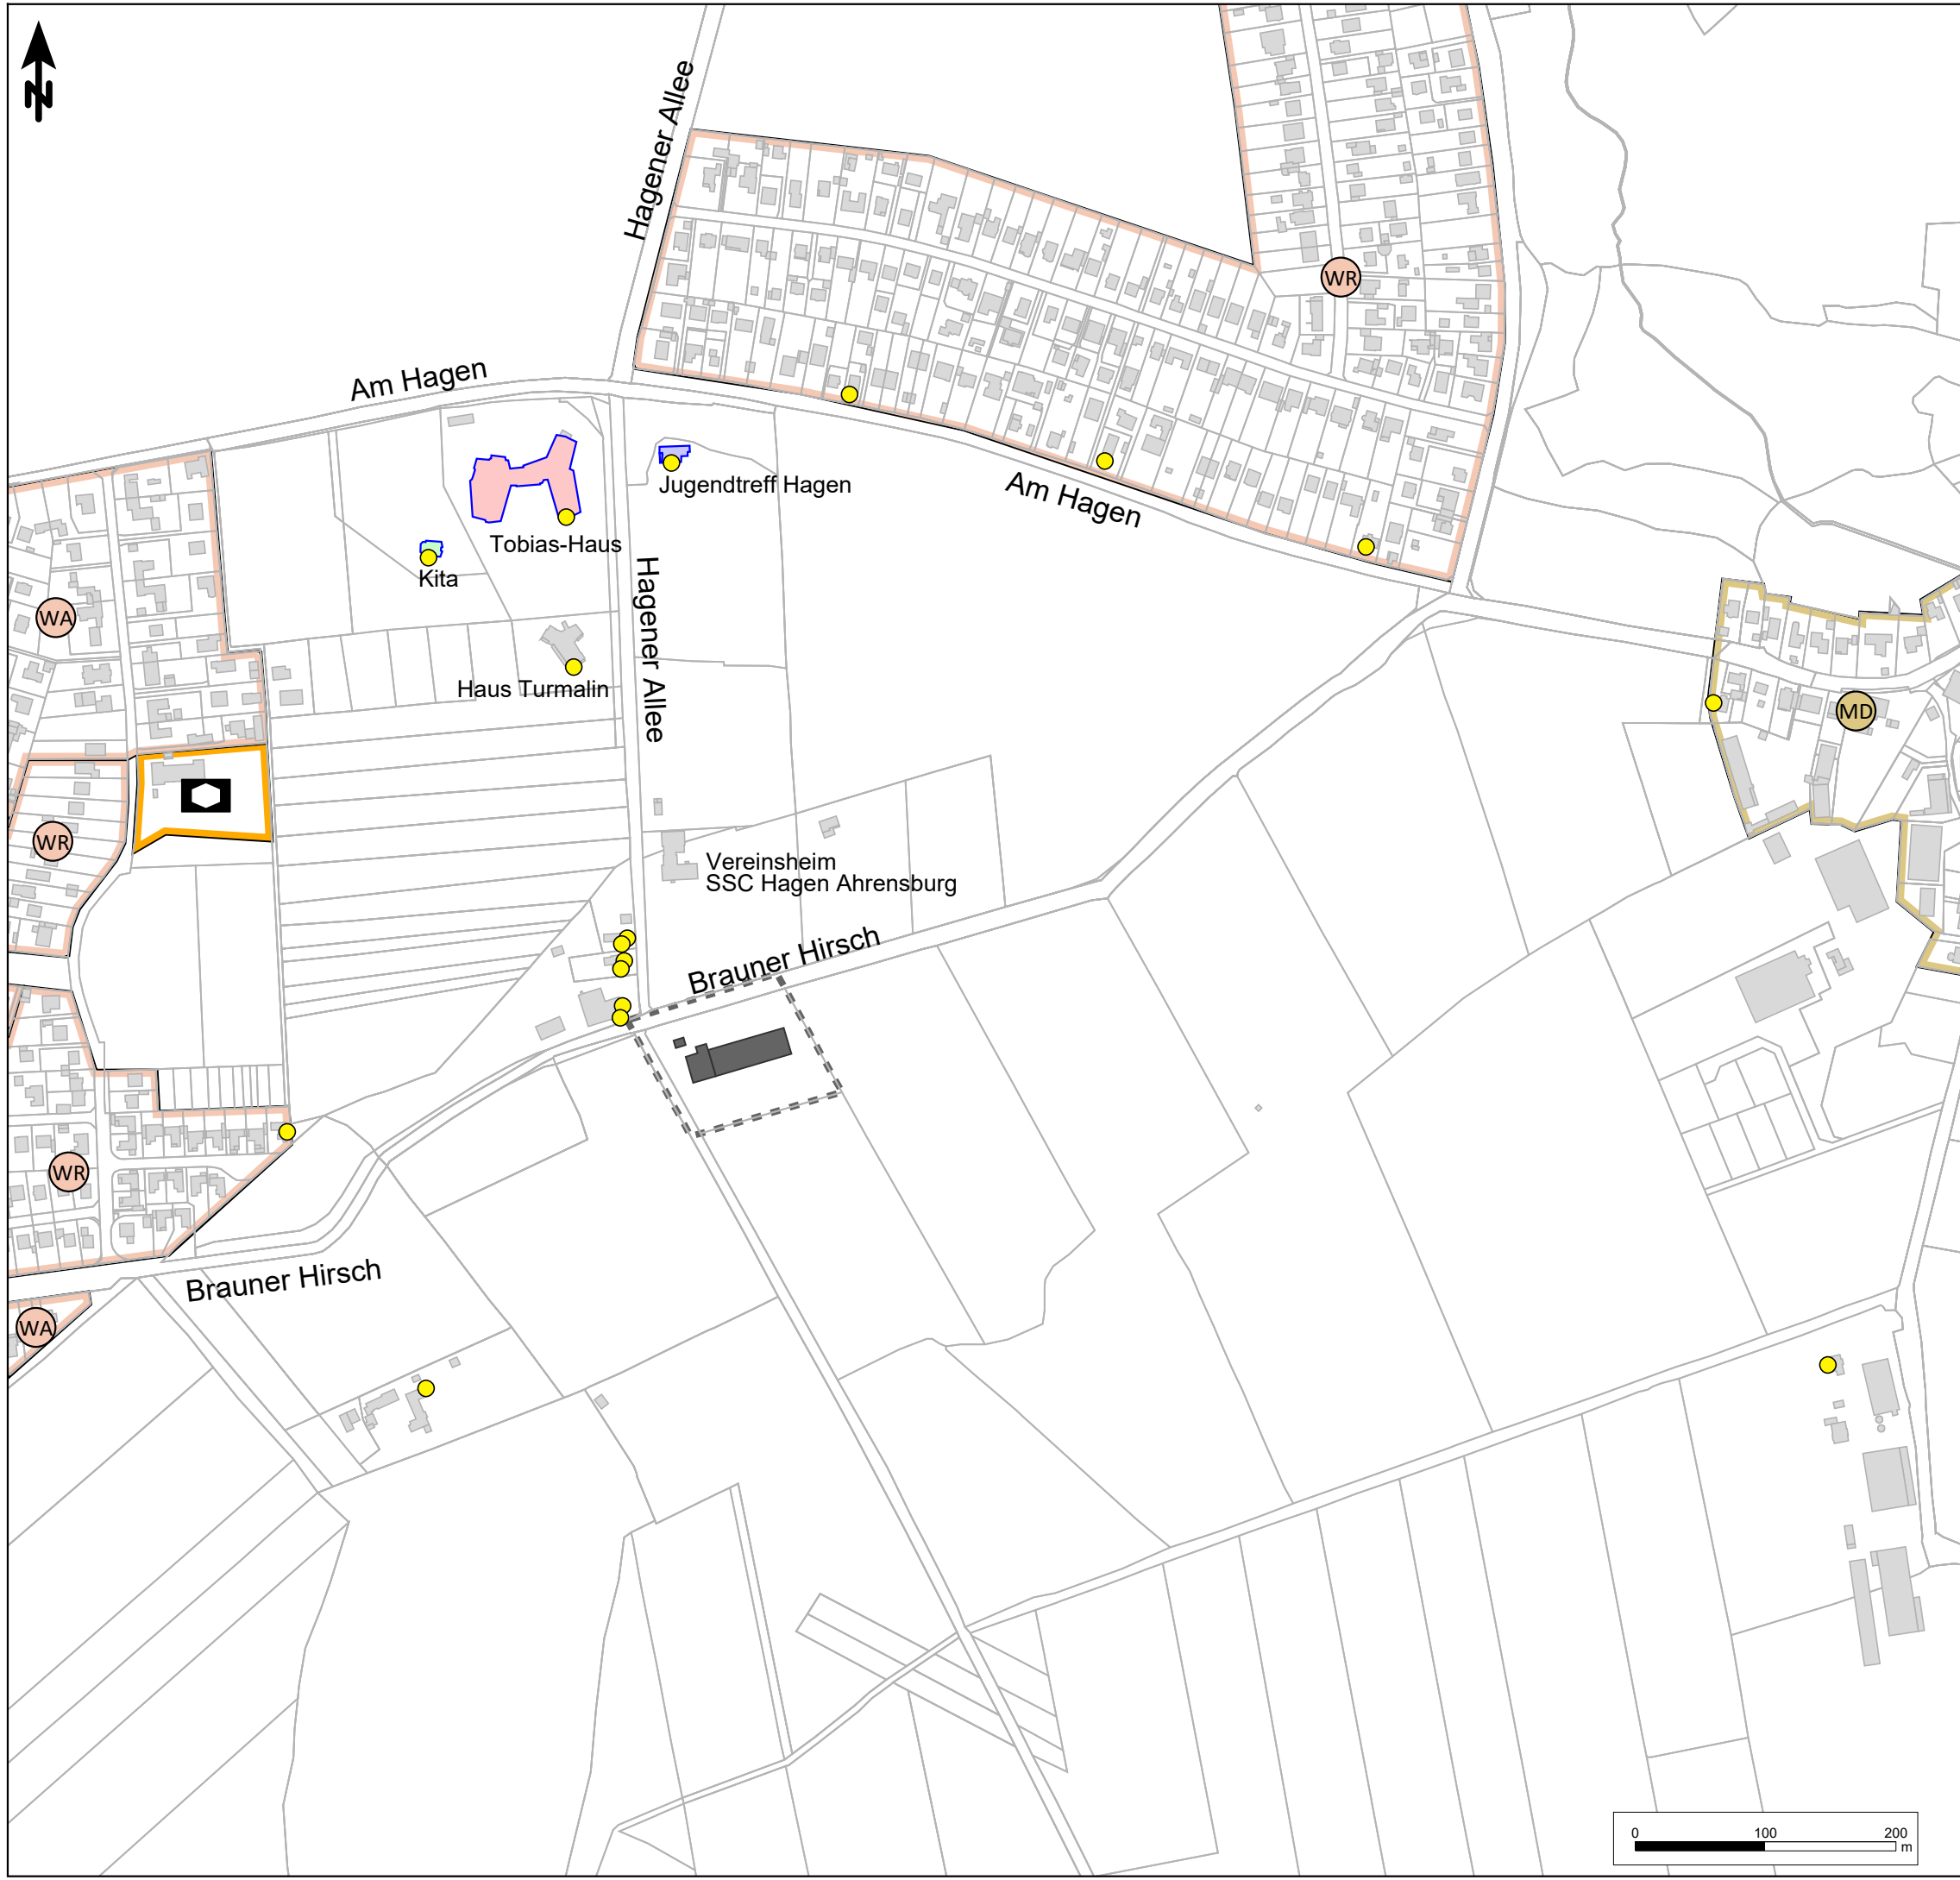 N
Hagener Allee
WR
Am Hagen
Jugendtreff Hagen
Am Hagen
Tobias-Haus
Kita
Hagener Allee
WA
Haus Turmalin
MD
WR
Vereinsheim
SSC Hagen Ahrensburg
Brauner Hirsch
WR
Brauner Hirsch
WA
0 100 200
m